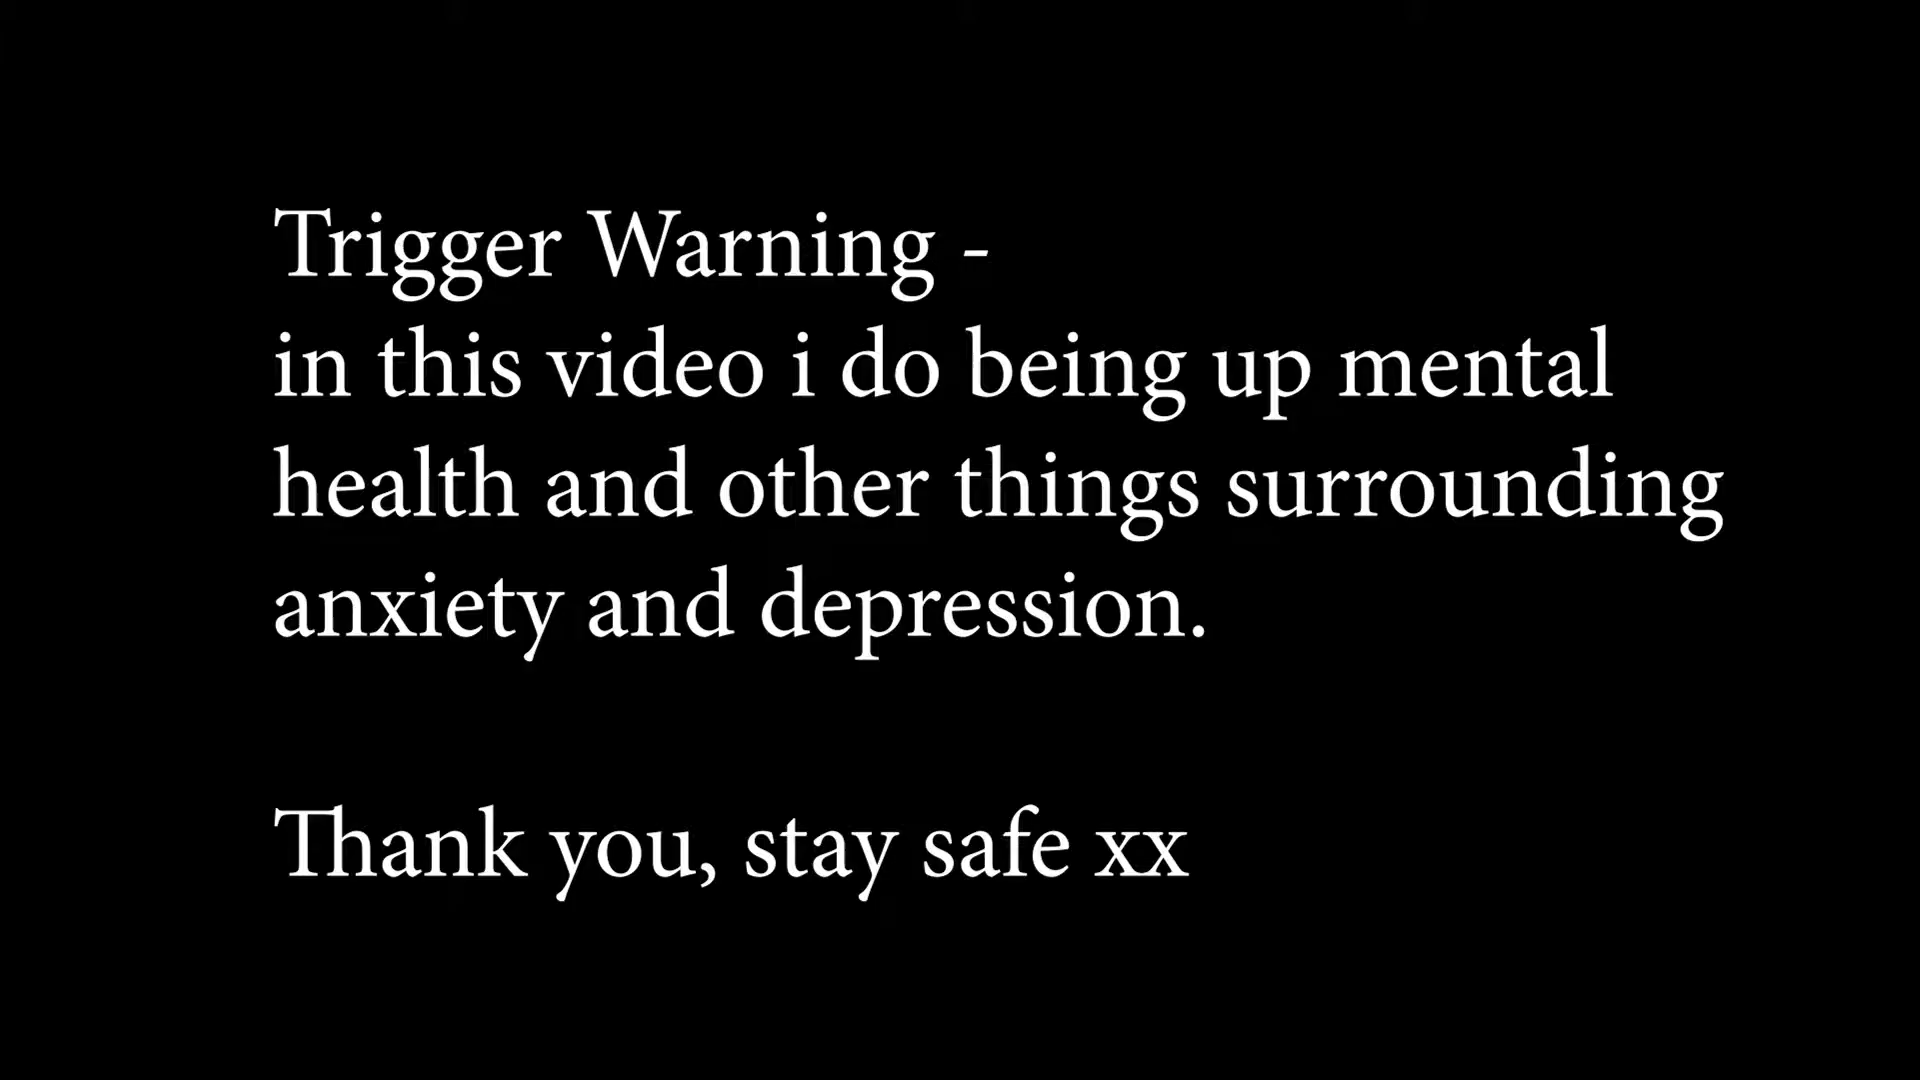 Trigger Warning -
in this video i do being up mental
health and other things surrounding
anxiety and depression.
Thank you, stay safe xx